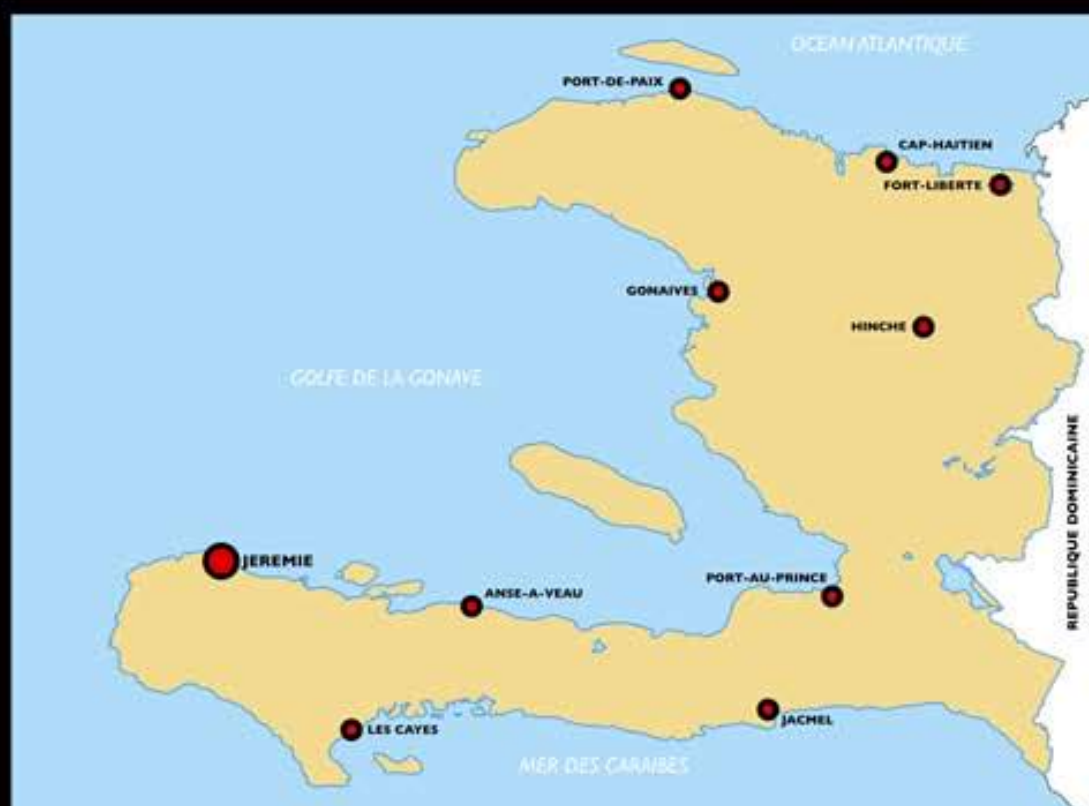 OCEAN ATLANTIQUE
PORT-DE-PAIX
CAP-HAITIEN
FORT-LIBERTE
GONAIVES
HINCHE
GOLFE DE LA GONAVE
REPUBLIQUE DOMINICAINE
JEREMIE
PORT-AU-PRINCE
ANSE-A-VEAU
JACHEL
LES CAYES
MER DES CARAIBES